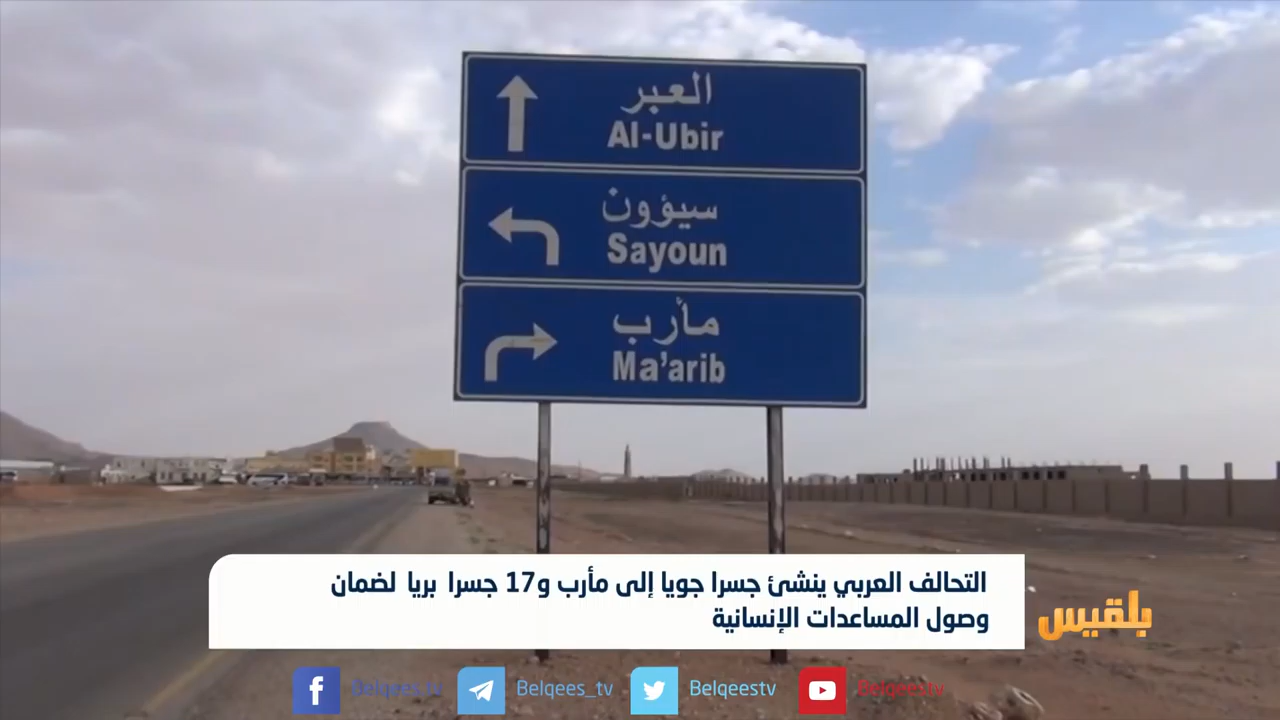 العبر
Al-Ubir
سيؤون
Sayoun
مأرب
Ma'arib
التحالف العربي ينشئ جسرا جويا إلى مأرب و17 جسرا بريا لضمان
وصول المساعدات الإنسانية
بلقيس
Belqees.tv Belqees_tv Belqeestv Belqeestv